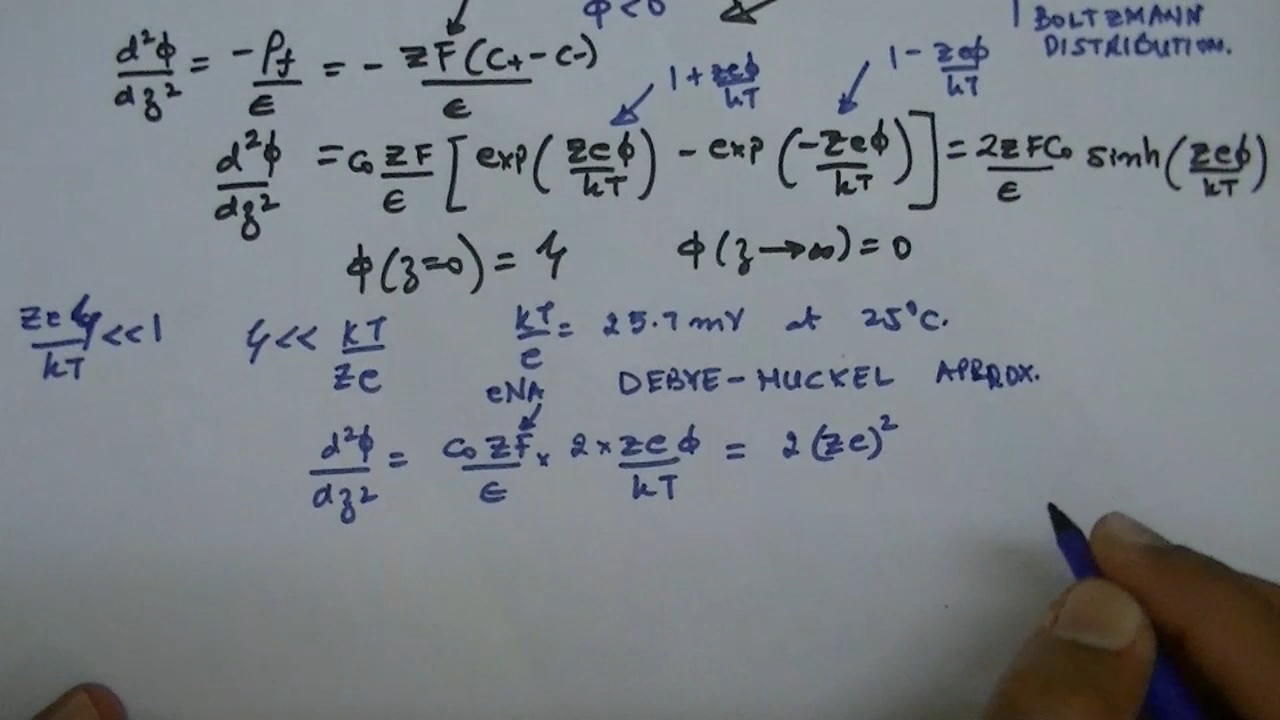 φ<0
BOLTZMANN
DISTRIBUTION.
d²φ/dz² = -ρf/ϵ = - zF(C+ - C-)/ϵ
1 + zeφ/kT
1 - zeφ/kT
d²φ/dz² = C₀ zF/ϵ [exp(zeφ/kT) - exp(-zeφ/kT)] = 2zFC₀/ϵ sinh(zeφ/kT)
φ(z=0) = ζ φ(z→∞) = 0
zeζ/kT << 1 ζ << kT/ze kT/e = 25.7 mV at 25°C.
eNA DEBYE-HUCKEL APPROX.
d²φ/dz² = C₀zF/ϵ × 2 × zeφ/kT = 2(ze)²